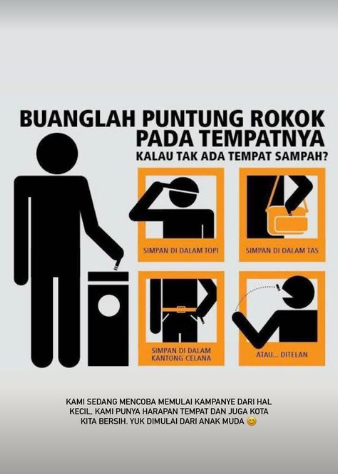 BUANGLAH PUNTUNG ROKOK
PADA TEMPATNYA
KALAU TAK ADA TEMPAT SAMPAH?
SIMPAN DI DALAM TOPI
SIMPAN DI DALAM TAS
SIMPAN DI DALAM
KANTONG CELANA
ATAU... DITELAN
KAMI SEDANG MENCOBA MEMULAI KAMPANYE DARI HAL
KECIL, KAMI PUNYA HARAPAN TEMPAT DAN JUGA KOTA
KITA BERSIH. YUK DIMULAI DARI ANAK MUDA 😊